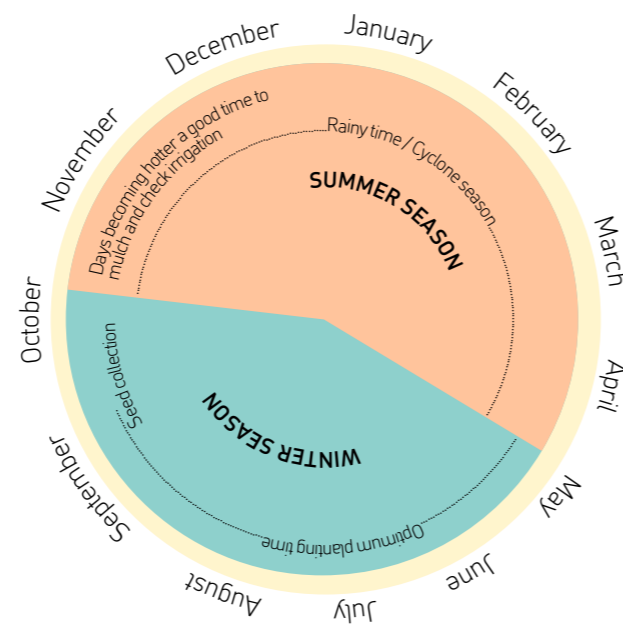 January
February
March
April
May
June
July
August
September
October
November
December
Days becoming hotter a good time to
mulch and check irrigation
Rainy time / Cyclone season
SUMMER SEASON
Seed collection
WINTER SEASON
Optimum planting time